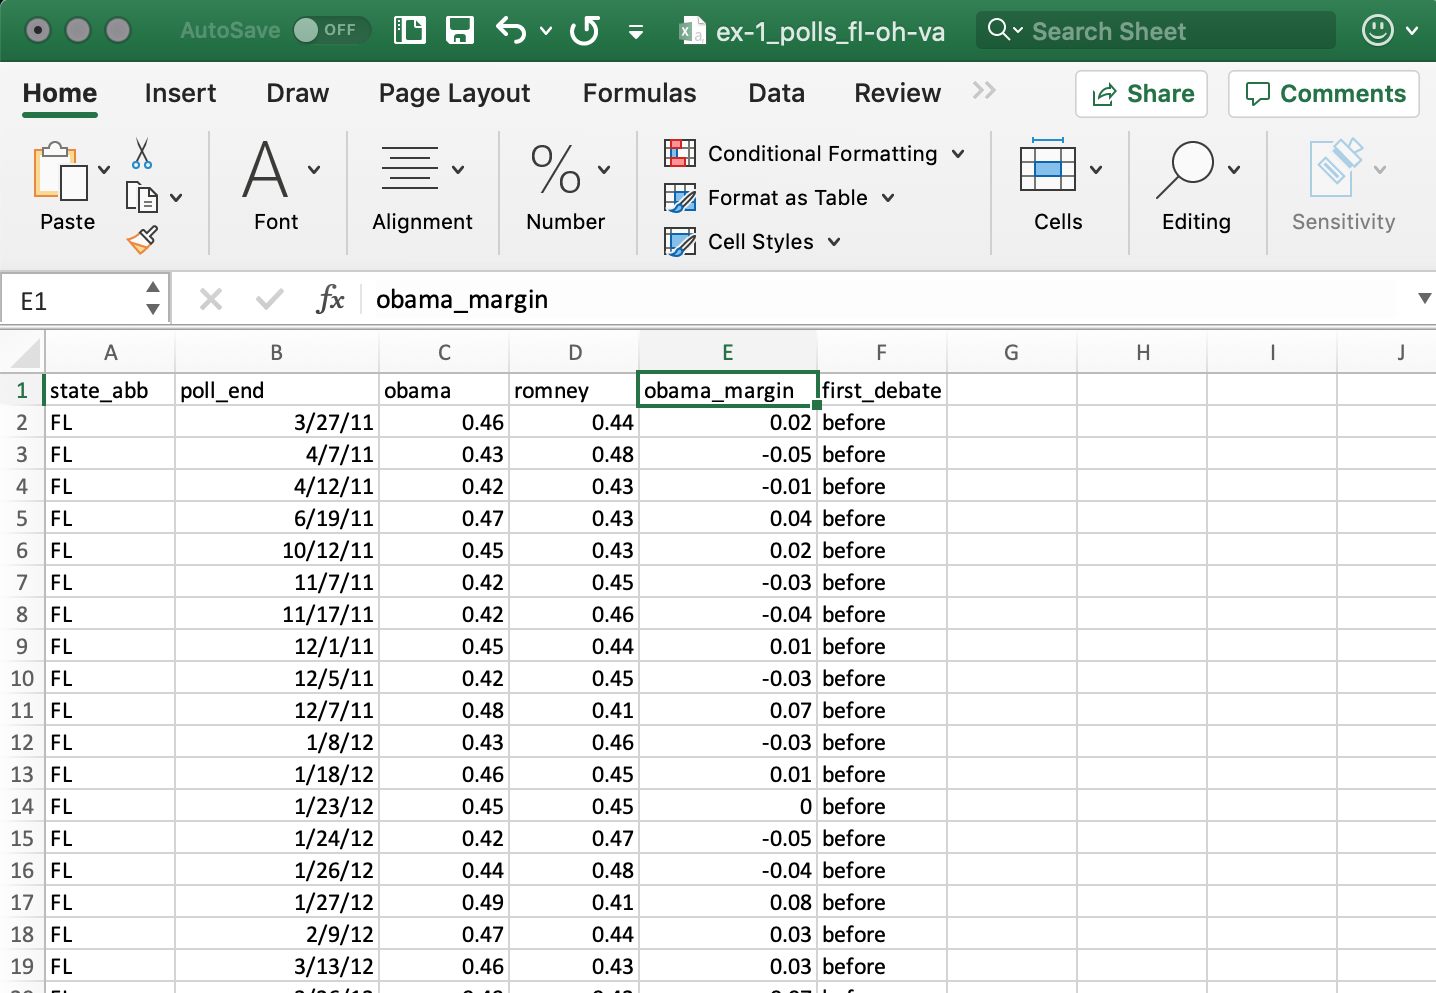 AutoSave OFF ex-1_polls_fl-oh-va Search Sheet
Home Insert Draw Page Layout Formulas Data Review Share Comments
Paste Font Alignment Number Conditional Formatting Format as Table Cell Styles Cells Editing Sensitivity
E1 fx obama_margin
A B C D E F G H I J
1 state_abb poll_end obama romney obama_margin first_debate
2 FL 3/27/11 0.46 0.44 0.02 before
3 FL 4/7/11 0.43 0.48 -0.05 before
4 FL 4/12/11 0.42 0.43 -0.01 before
5 FL 6/19/11 0.47 0.43 0.04 before
6 FL 10/12/11 0.45 0.43 0.02 before
7 FL 11/7/11 0.42 0.45 -0.03 before
8 FL 11/17/11 0.42 0.46 -0.04 before
9 FL 12/1/11 0.45 0.44 0.01 before
10 FL 12/5/11 0.42 0.45 -0.03 before
11 FL 12/7/11 0.48 0.41 0.07 before
12 FL 1/8/12 0.43 0.46 -0.03 before
13 FL 1/18/12 0.46 0.45 0.01 before
14 FL 1/23/12 0.45 0.45 0 before
15 FL 1/24/12 0.42 0.47 -0.05 before
16 FL 1/26/12 0.44 0.48 -0.04 before
17 FL 1/27/12 0.49 0.41 0.08 before
18 FL 2/9/12 0.47 0.44 0.03 before
19 FL 3/13/12 0.46 0.43 0.03 before